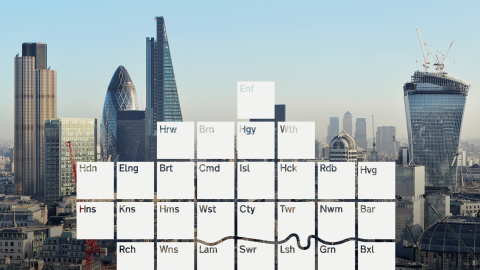 Enf
Hrw Brn Hgy Wth
Hdn Elng Brt Cmd Isl Hck Rdb Hvg
Hns Kns Hms Wst Cty Twr Nwm Bar
Rch Wns Lam Swr Lsh Grn Bxl